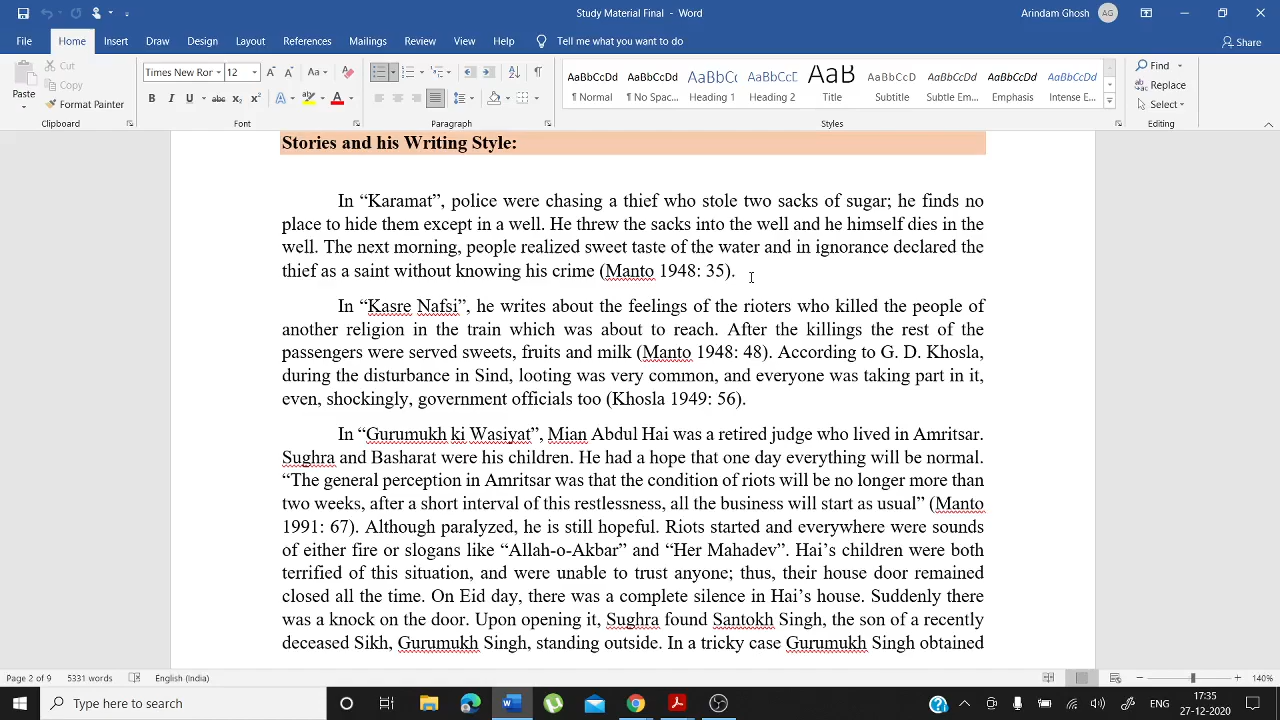 Study Material Final - Word
Arindam Ghosh AG
File Home Insert Draw Design Layout References Mailings Review View Help Tell me what you want to do Share
Cut
Copy
Format Painter
Paste
Clipboard
Times New Ror 12
Font
Paragraph
AaBbCcDd AaBbCcDd AaBbCc AaBbCcE AaB AaBbCcDd AaBbCcDd AaBbCcDd AaBbCcDd
¶ Normal ¶ No Spac... Heading 1 Heading 2 Title Subtitle Subtle Em... Emphasis Intense E...
Styles
Find
Replace
Select
Editing
Stories and his Writing Style:
In “Karamat”, police were chasing a thief who stole two sacks of sugar; he finds no
place to hide them except in a well. He threw the sacks into the well and he himself dies in the
well. The next morning, people realized sweet taste of the water and in ignorance declared the
thief as a saint without knowing his crime (Manto 1948: 35).
In “Kasre Nafsi”, he writes about the feelings of the rioters who killed the people of
another religion in the train which was about to reach. After the killings the rest of the
passengers were served sweets, fruits and milk (Manto 1948: 48). According to G. D. Khosla,
during the disturbance in Sind, looting was very common, and everyone was taking part in it,
even, shockingly, government officials too (Khosla 1949: 56).
In “Gurumukh ki Wasiyat”, Mian Abdul Hai was a retired judge who lived in Amritsar.
Sughra and Basharat were his children. He had a hope that one day everything will be normal.
“The general perception in Amritsar was that the condition of riots will be no longer more than
two weeks, after a short interval of this restlessness, all the business will start as usual” (Manto
1991: 67). Although paralyzed, he is still hopeful. Riots started and everywhere were sounds
of either fire or slogans like “Allah-o-Akbar” and “Her Mahadev”. Hai’s children were both
terrified of this situation, and were unable to trust anyone; thus, their house door remained
closed all the time. On Eid day, there was a complete silence in Hai’s house. Suddenly there
was a knock on the door. Upon opening it, Sughra found Santokh Singh, the son of a recently
deceased Sikh, Gurumukh Singh, standing outside. In a tricky case Gurumukh Singh obtained
Page 2 of 9 5331 words English (India) 140%
Type here to search
ENG
17:35
27-12-2020